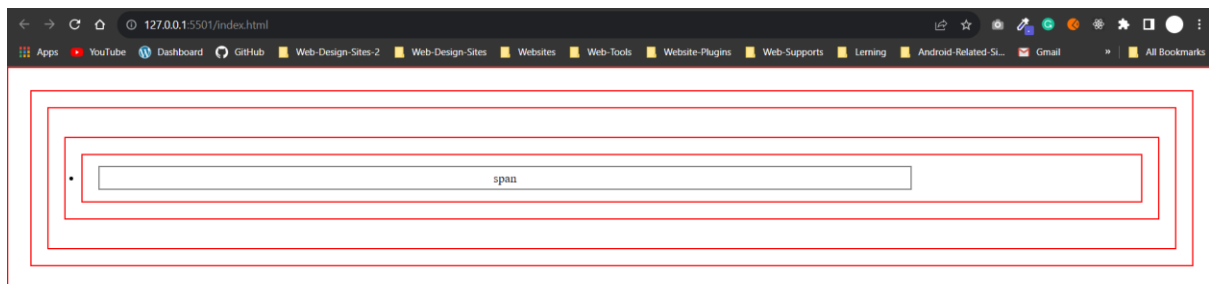 127.0.0.1:5501/index.html
Apps YouTube Dashboard GitHub Web-Design-Sites-2 Web-Design-Sites Websites Web-Tools Website-Plugins Web-Supports Lerning Android-Related-Si... Gmail » All Bookmarks
span